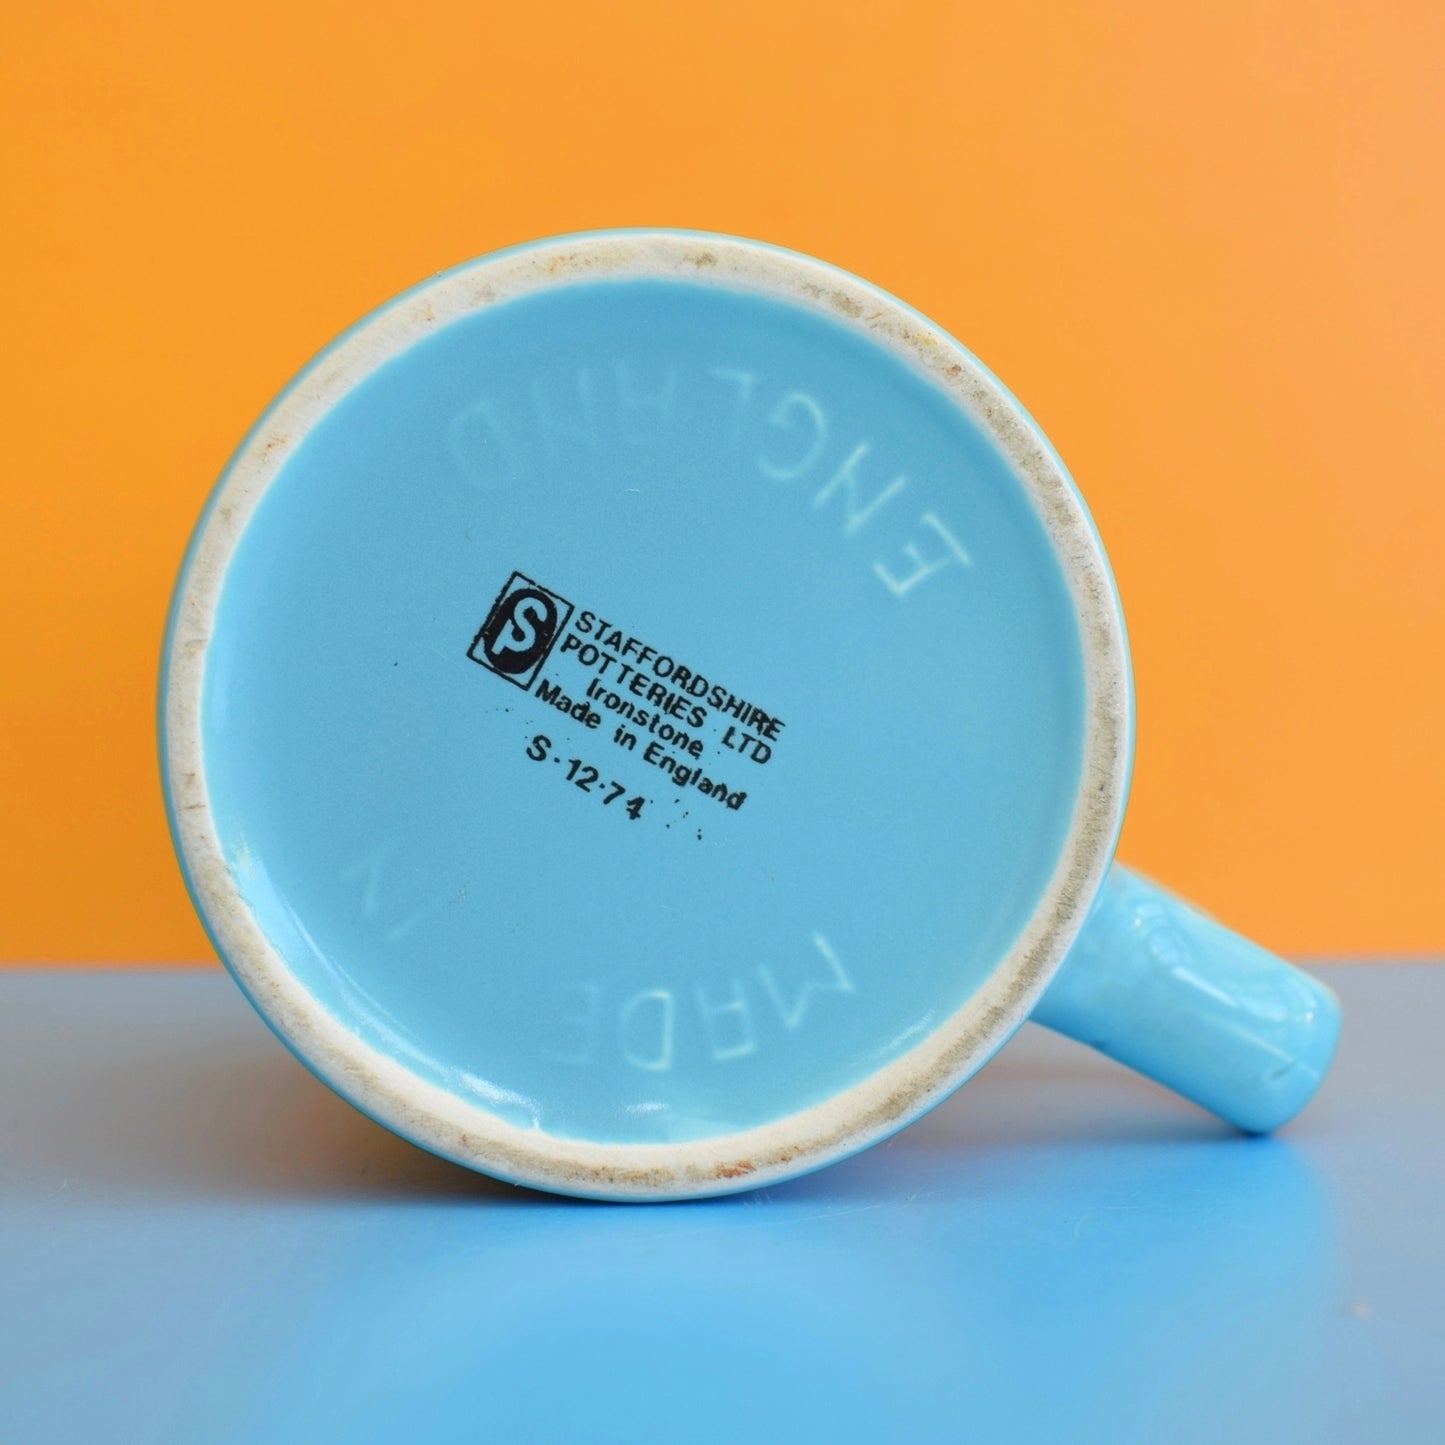 SP
STAFFORDSHIRE
POTTERIES LTD
Ironstone
Made in England
S·12·74
MADE IN ENGLAND